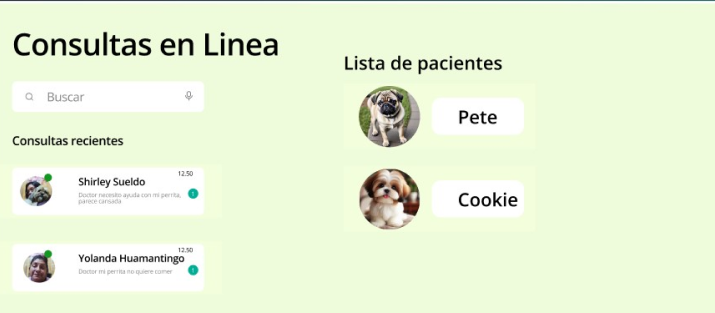 Consultas en Linea
Buscar
Consultas recientes
12.50
Shirley Sueldo
Doctor necesito ayuda con mi perrita,
parece cansada
1
12.50
Yolanda Huamantingo
Doctor mi perrita no quiere comer
1
Lista de pacientes
Pete
Cookie